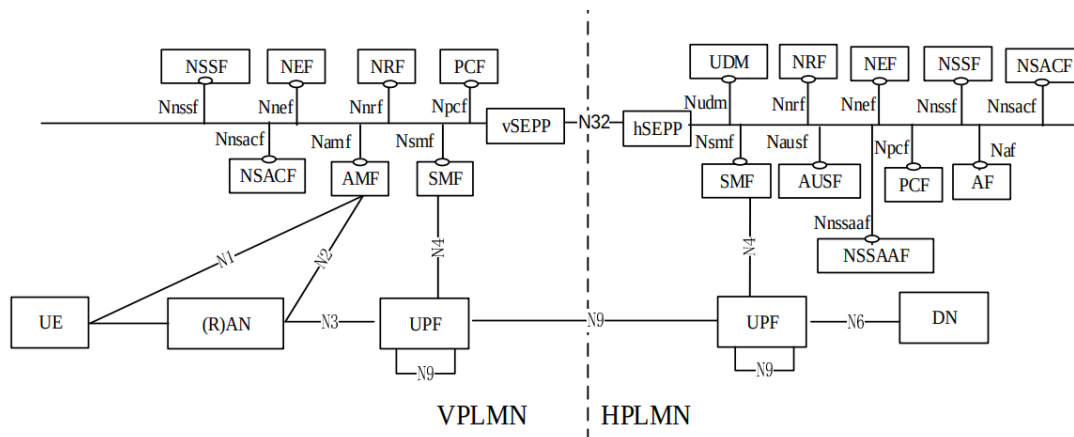 NSSF
NEF
NRF
PCF
UDM
NRF
NEF
NSSF
NSACF
Nnssf
Nnef
Nnrf
Npcf
Nudm
Nnrf
Nnef
Nnssf
Nnsacf
vSEPP
N32
hSEPP
Nnsacf
Namf
Nsmf
Nsmf
Nausf
Npcf
Naf
NSACF
AMF
SMF
SMF
AUSF
PCF
AF
Nnssaaf
NSSAAF
N1
N2
N4
N4
UE
(R)AN
N3
UPF
N9
UPF
N6
DN
N9
N9
VPLMN
HPLMN